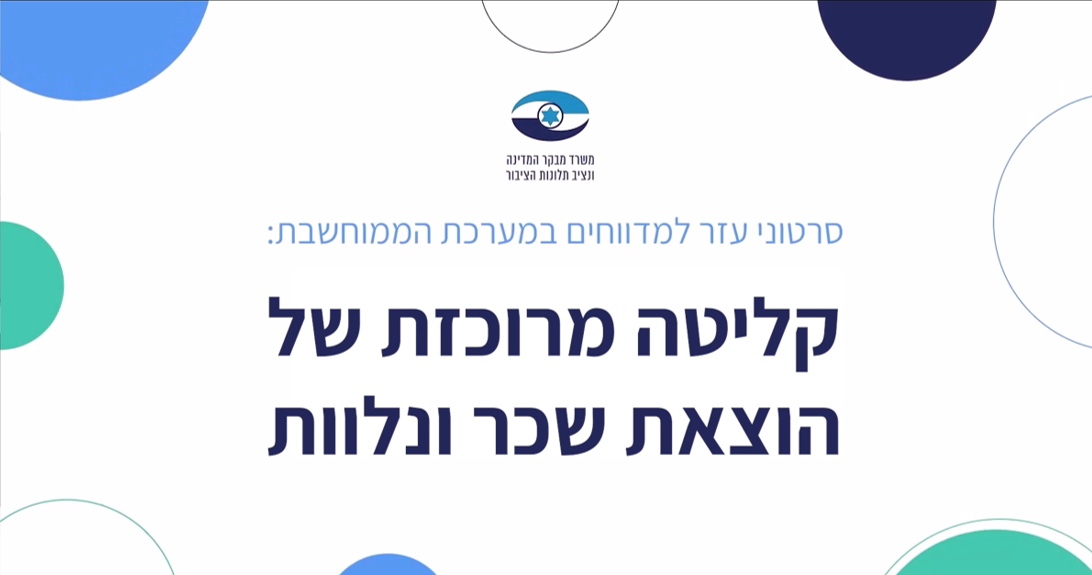 משרד מבקר המדינה
ונציב תלונות הציבור
סרטוני עזר למדווחים במערכת הממוחשבת:
קליטה מרוכזת של
הוצאת שכר ונלוות